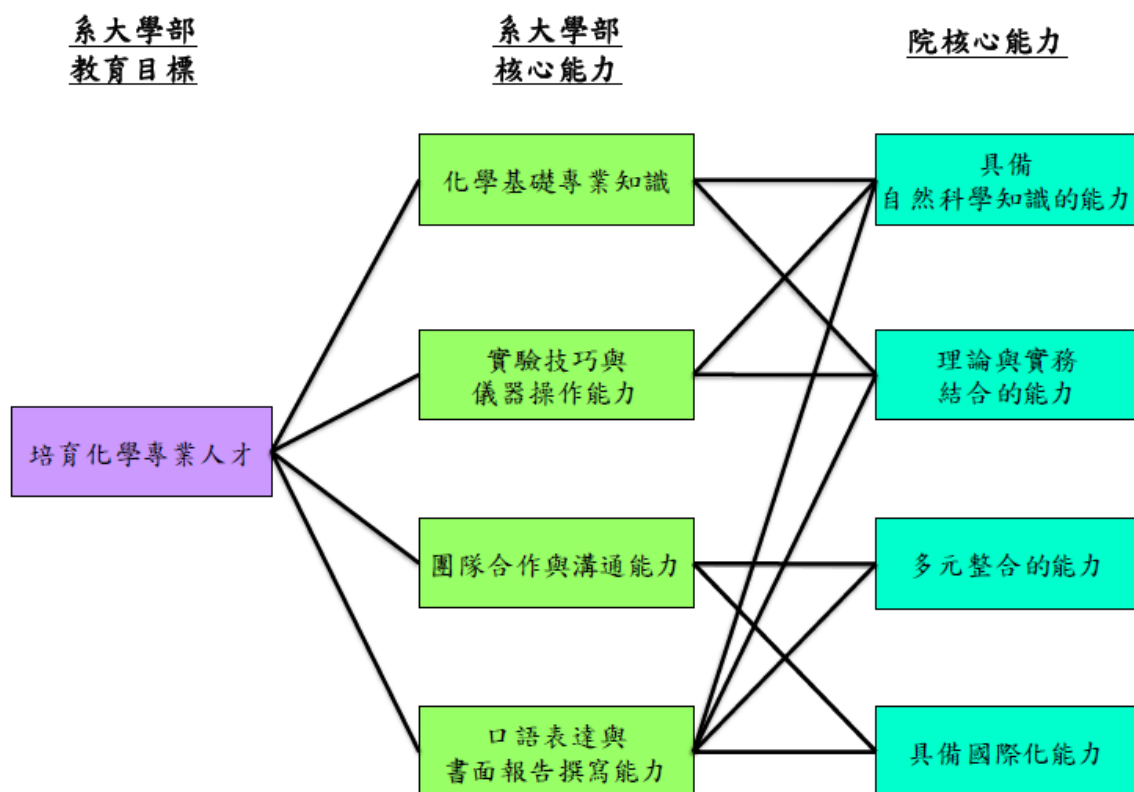 系大學部
教育目標
系大學部
核心能力
院核心能力
培育化學專業人才
化學基礎專業知識
實驗技巧與
儀器操作能力
團隊合作與溝通能力
口語表達與
書面報告撰寫能力
具備
自然科學知識的能力
理論與實務
結合的能力
多元整合的能力
具備國際化能力